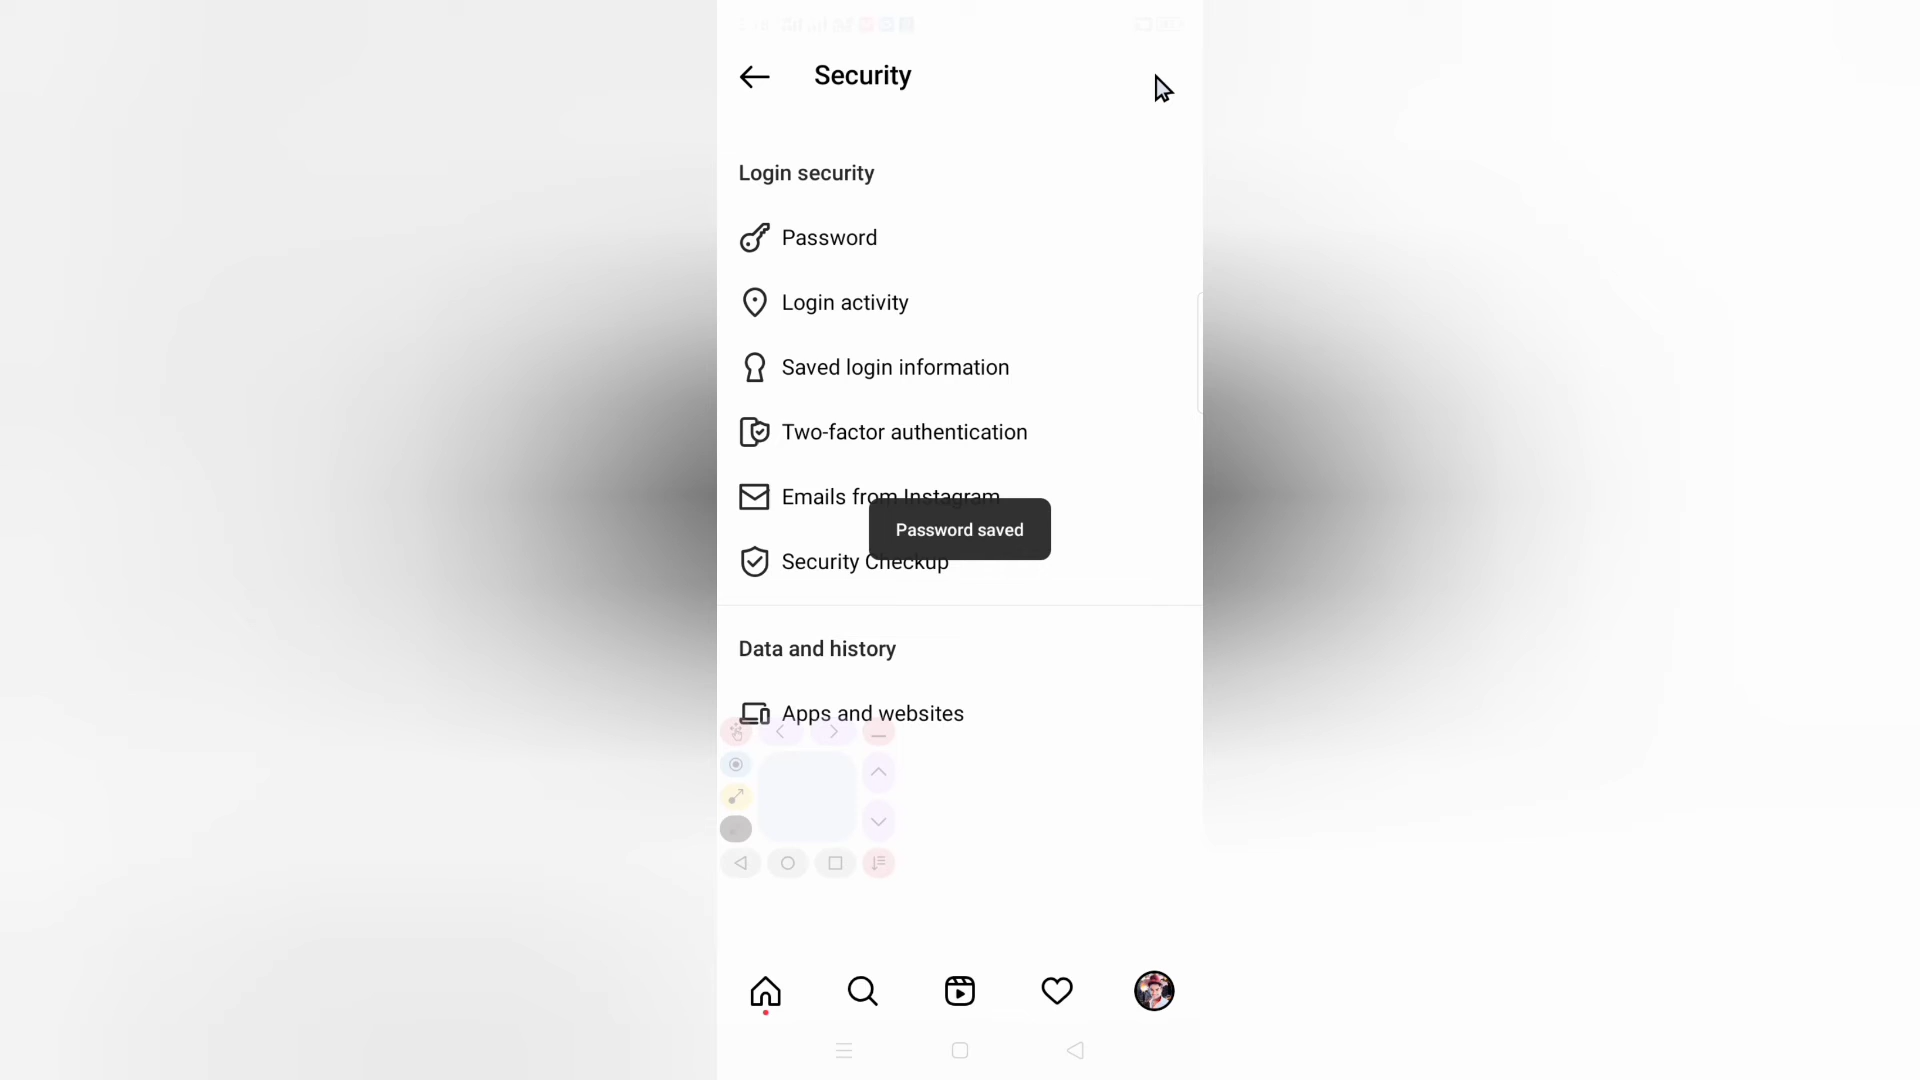 Security
Login security
Password
Login activity
Saved login information
Two-factor authentication
Emails from Instagram
Password saved
Security Checkup
Data and history
Apps and websites